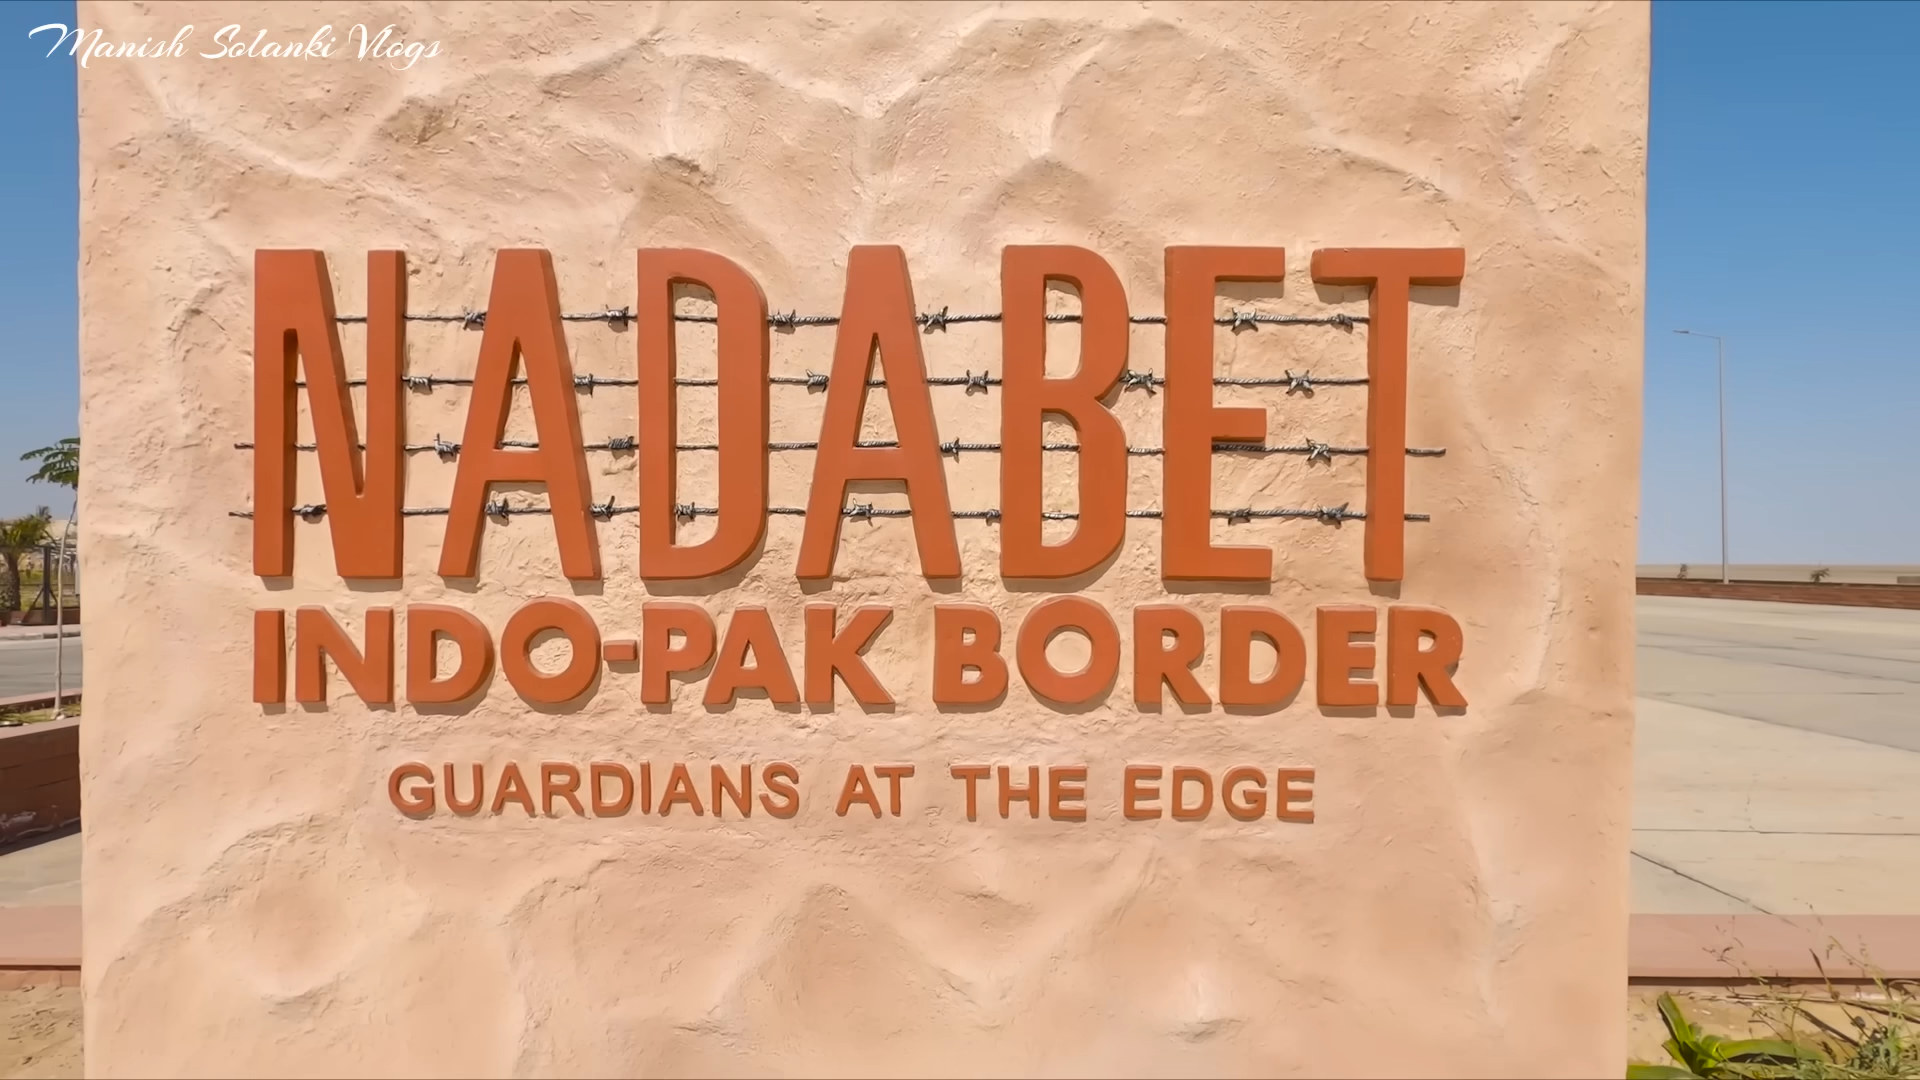 Manish Solanki Vlogs
NADABET
INDO-PAK BORDER
GUARDIANS AT THE EDGE